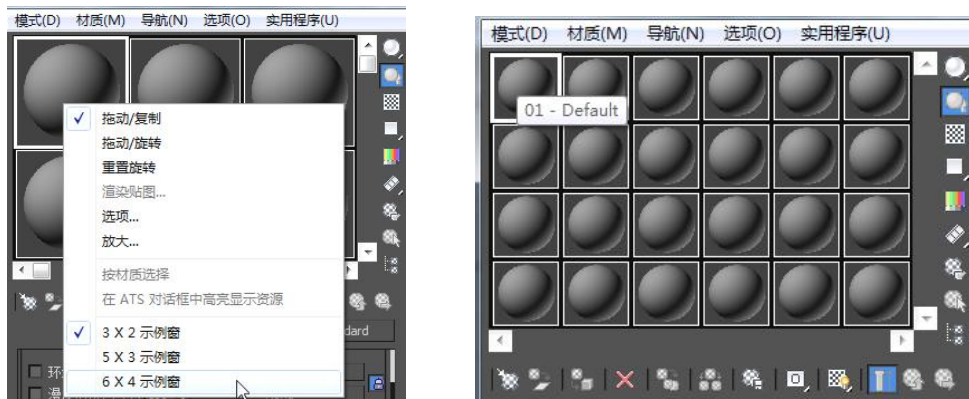 模式(D) 材质(M) 导航(N) 选项(O) 实用程序(U)
拖动/复制
拖动/旋转
重置旋转
渲染贴图...
选项...
放大...
按材质选择
在 ATS 对话框中高亮显示资源
3 X 2 示例窗
5 X 3 示例窗
6 X 4 示例窗
dard
环
漫
模式(D) 材质(M) 导航(N) 选项(O) 实用程序(U)
01 - Default